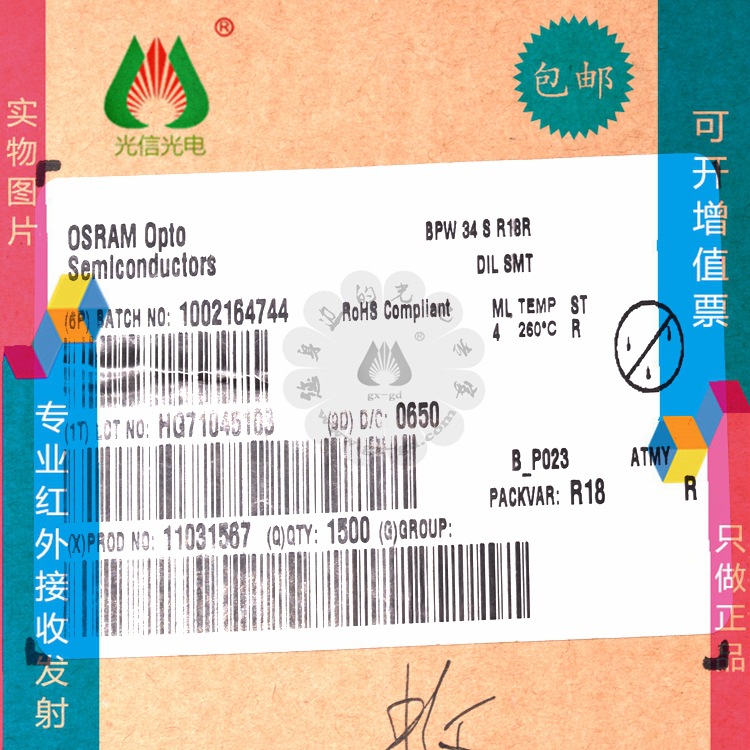 ®
光信光电
包邮
实物图片
可开增值票
OSRAM Opto
Semiconductors
BPW 34 S R18R
DIL SMT
(6P) BATCH NO: 1002164744
RoHS Compliant
ML TEMP ST
4 260°C R
®
gx-gd
(1T) LOT NO: HG71045103
(9D) D/C: 0650
B_P023
ATMY
PACKVAR: R18
R
(X)PROD NO: 11031567 (Q)QTY: 1500 (G)GROUP:
专业红外接收发射
只做正品